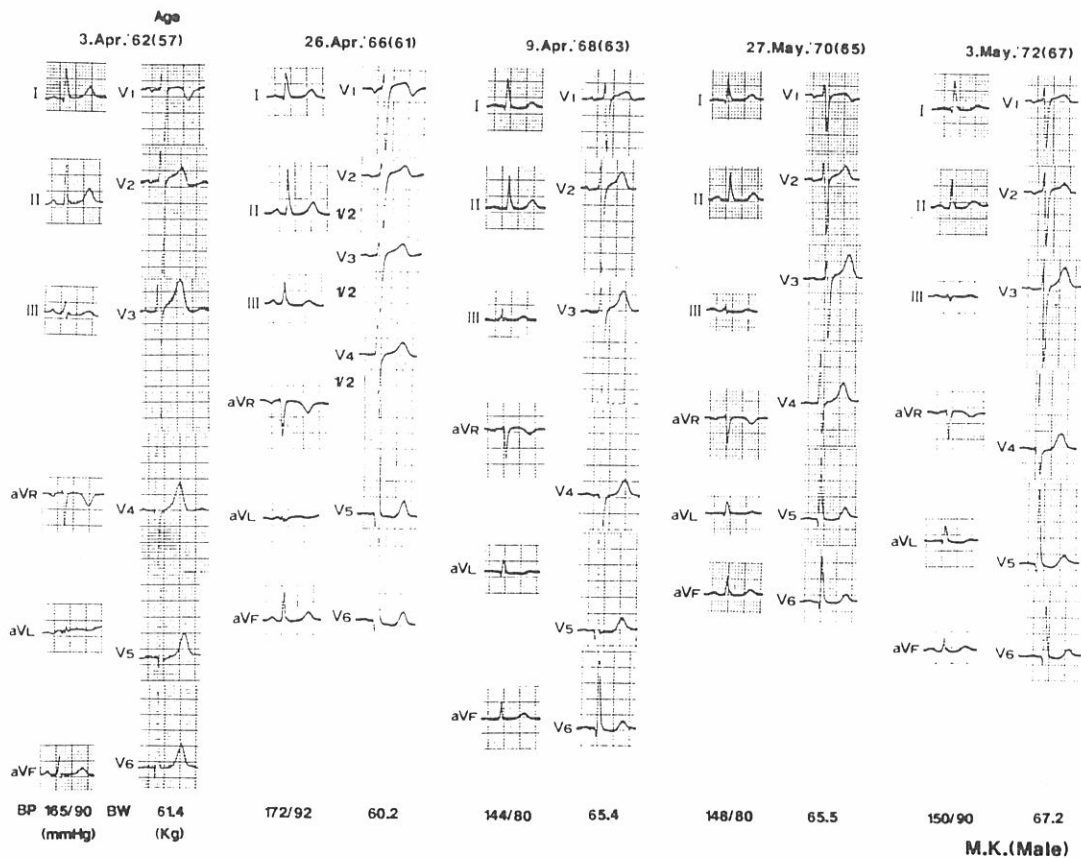 Age
3.Apr.'62(57)
26.Apr.'66(61)
9.Apr.'68(63)
27.May.'70(65)
3.May.'72(67)
I V1
II V2
III V3
aVR V4
aVL V5
aVF V6
I V1
II V2
1/2
III V3
1/2
aVR V4
1/2
aVL V5
aVF V6
I V1
II V2
III V3
aVR V4
aVL V5
aVF V6
I V1
II V2
III V3
aVR V4
aVL V5
aVF V6
I V1
II V2
III V3
aVR V4
aVL V5
aVF V6
BP 165/90 BW 61.4 172/92 60.2 144/80 65.4 148/80 65.5 150/90 67.2
(mmHg) (Kg)
M.K.(Male)